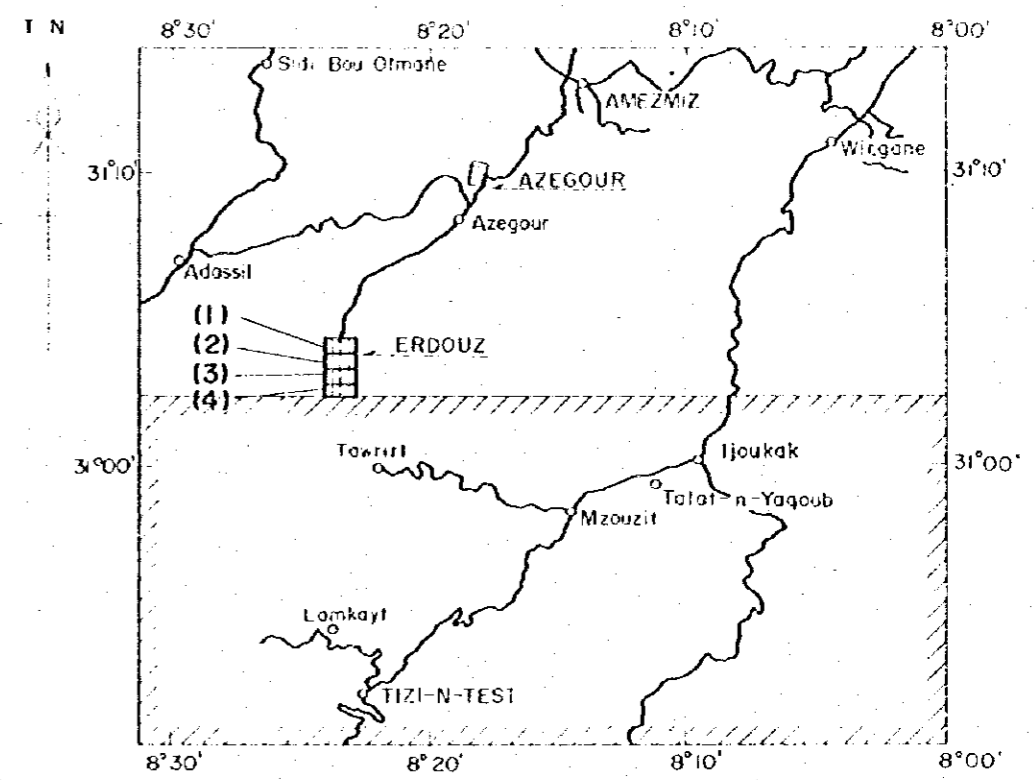 T N
8°30' 8°20' 8°10' 8°00'
Sidi Bou Otmane
AMEZMIZ
Wirgane
31°10' 31°10'
AZEGOUR
Azegour
Adassil
(1)
(2) ERDOUZ
(3)
(4)
Tawrirt
Ijoukak
31°00' 31°00'
Talat-n-Yaqoub
Mzouzit
Lamkayt
TIZI-N-TEST
8°30' 8°20' 8°10' 8°00'